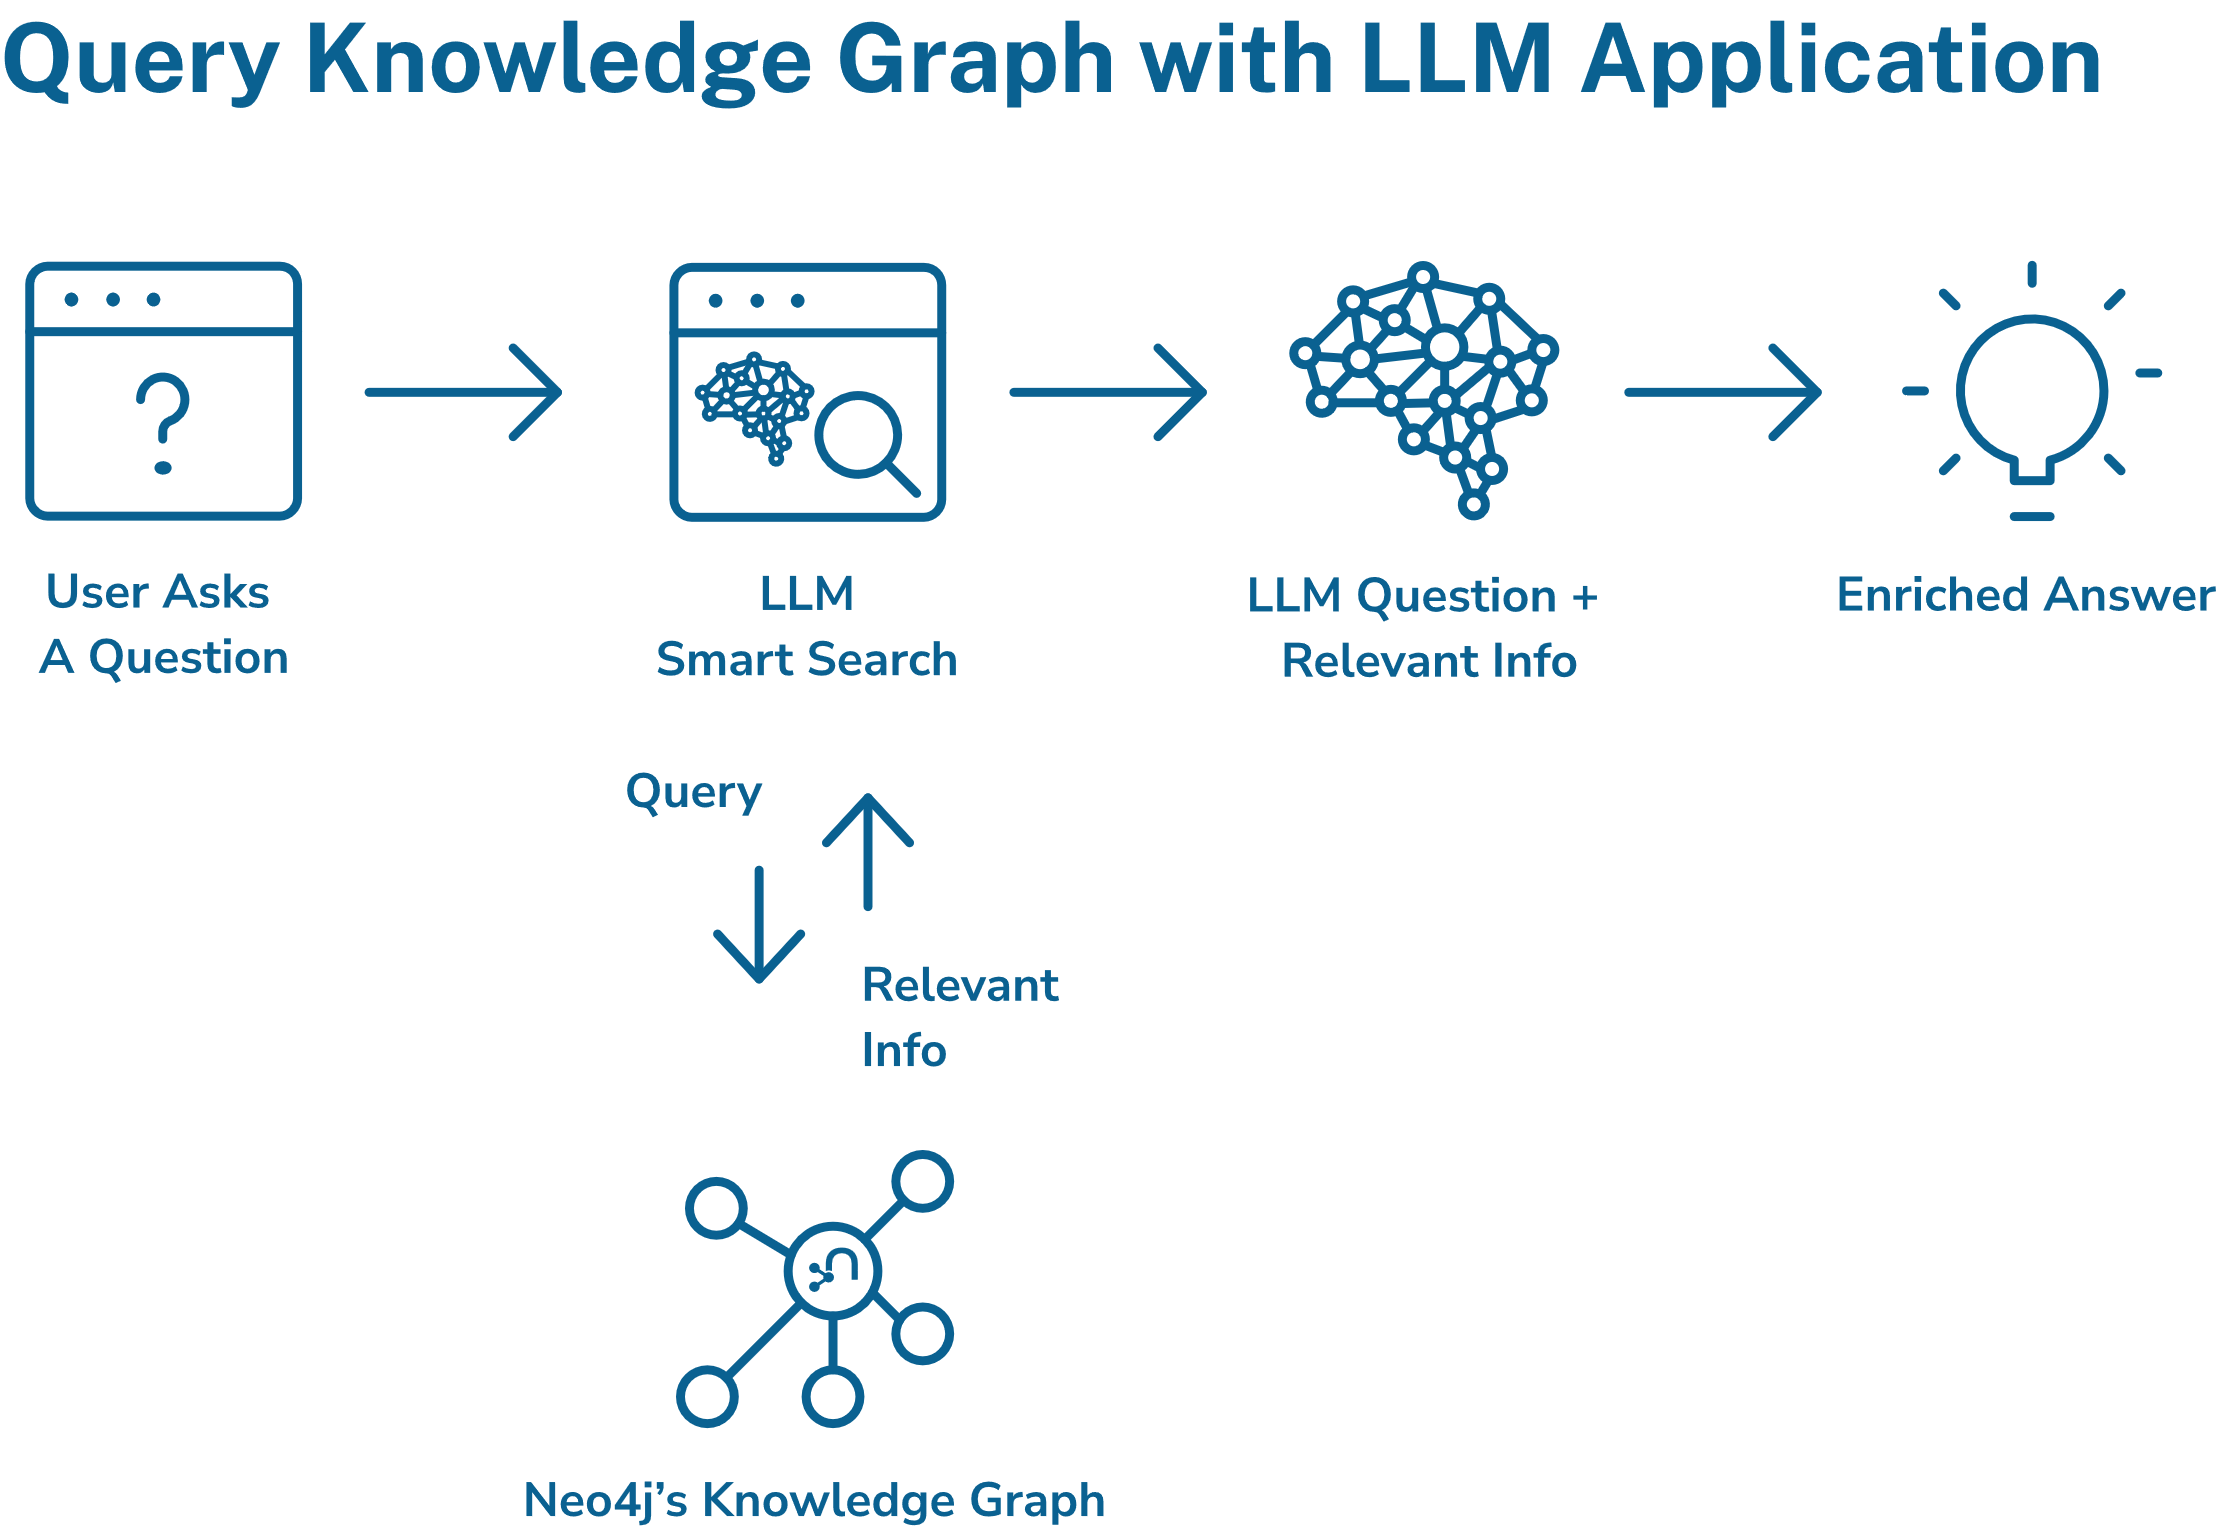 Query Knowledge Graph with LLM Application
User Asks
A Question
LLM
Smart Search
LLM Question +
Relevant Info
Enriched Answer
Query
Relevant
Info
Neo4j’s Knowledge Graph